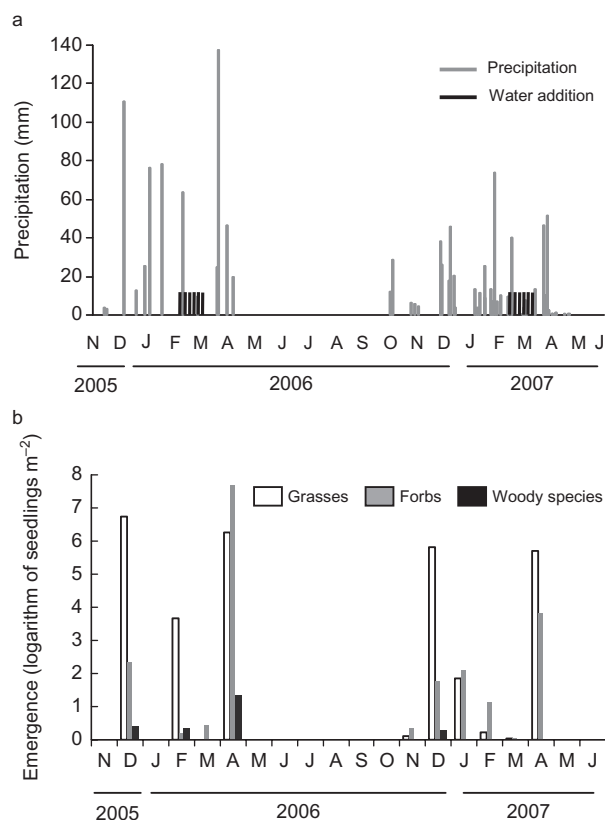 a
140
120
100
80
60
40
20
0
Precipitation (mm)
Precipitation
Water addition
N D J F M A M J J A S O N D J F M A M J
2005 2006 2007
b
8
7
6
5
4
3
2
1
0
Emergence (logarithm of seedlings m⁻²)
Grasses Forbs Woody species
N D J F M A M J J A S O N D J F M A M J
2005 2006 2007